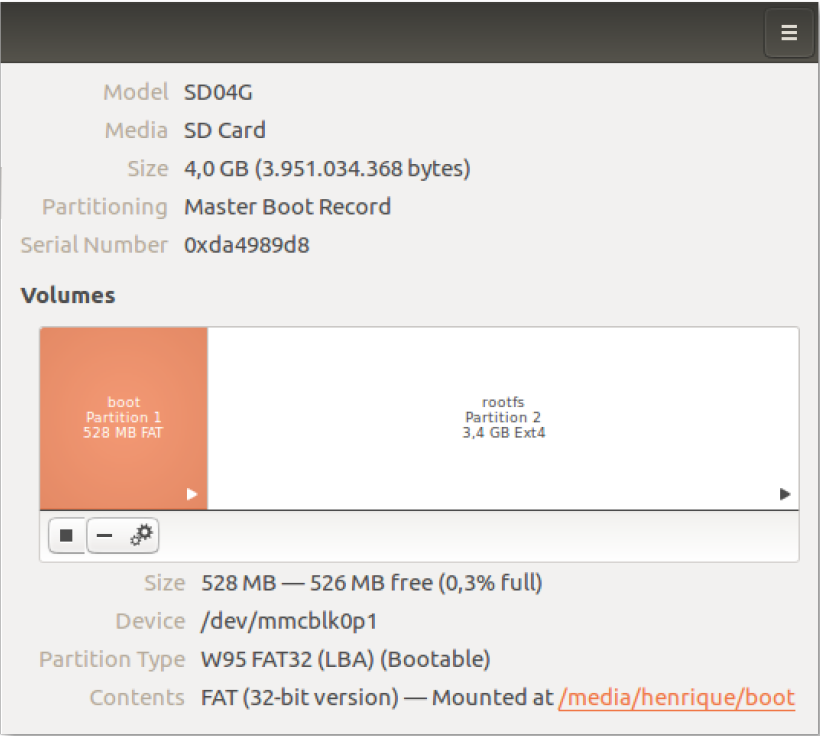 Model SD04G
Media SD Card
Size 4,0 GB (3.951.034.368 bytes)
Partitioning Master Boot Record
Serial Number 0xda4989d8
Volumes
boot
Partition 1
528 MB FAT
rootfs
Partition 2
3,4 GB Ext4
Size 528 MB — 526 MB free (0,3% full)
Device /dev/mmcblk0p1
Partition Type W95 FAT32 (LBA) (Bootable)
Contents FAT (32-bit version) — Mounted at /media/henrique/boot